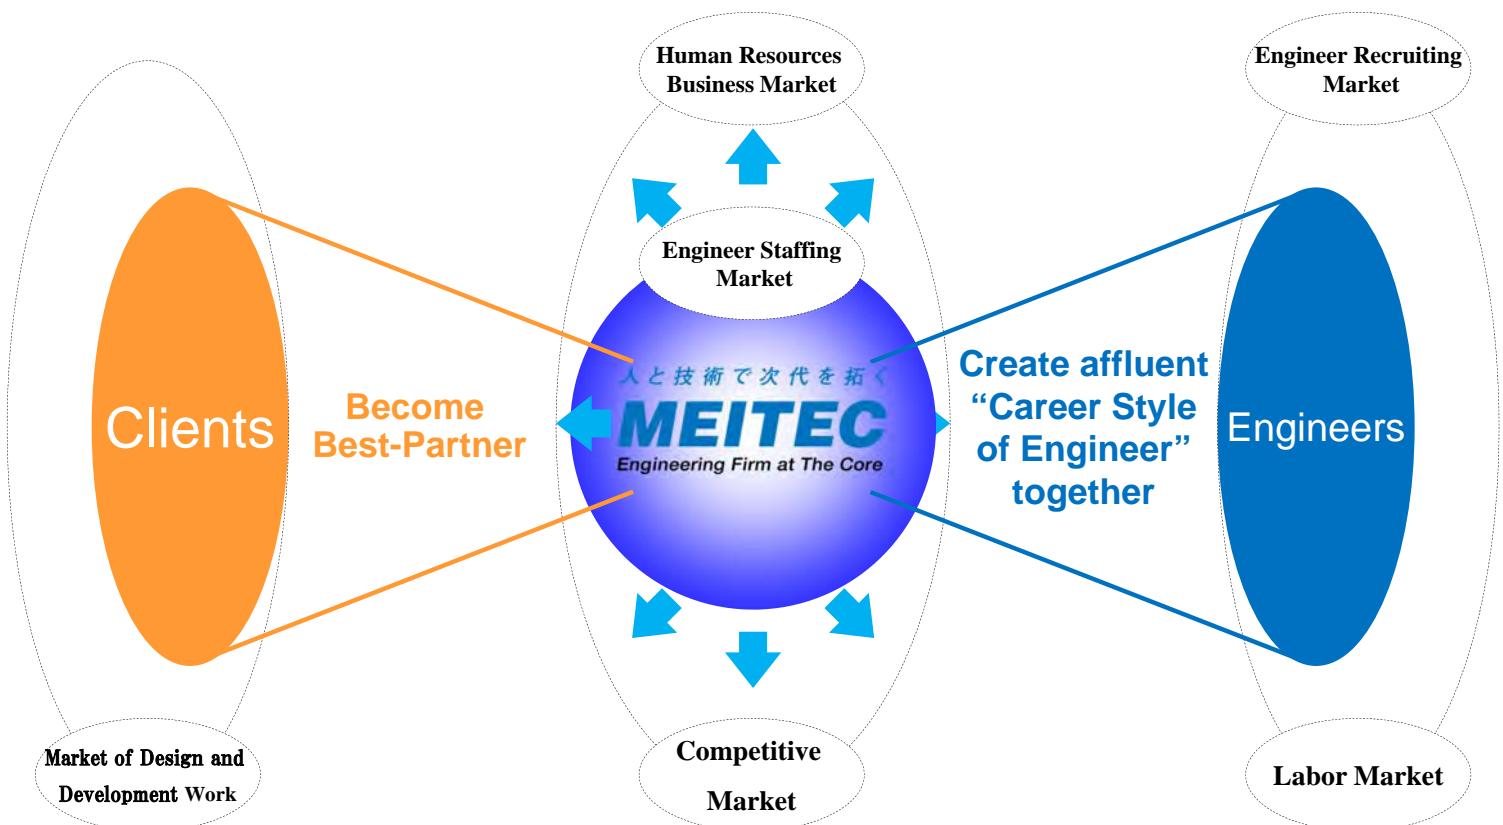 Human Resources
Business Market
Engineer Recruiting
Market
Engineer Staffing
Market
Clients
Become
Best-Partner
人と技術で次代を拓く
MEITEC
Engineering Firm at The Core
Create affluent
“Career Style
of Engineer”
together
Engineers
Market of Design and
Development Work
Competitive
Market
Labor Market